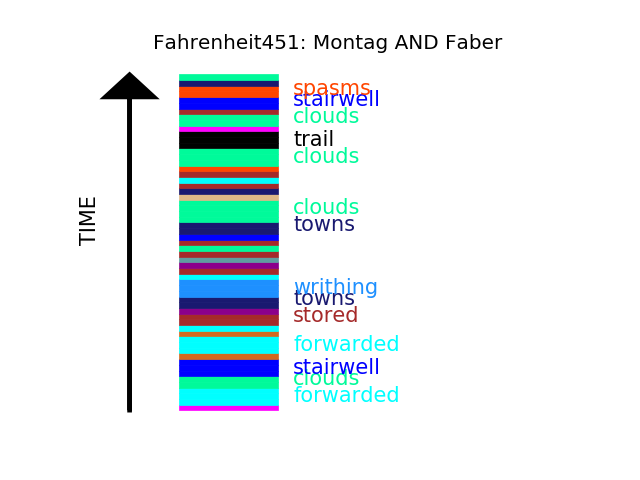 Fahrenheit451: Montag AND Faber
spasms
stairwell
clouds
trail
clouds
TIME
clouds
towns
writhing
towns
stored
forwarded
stairwell
clouds
forwarded